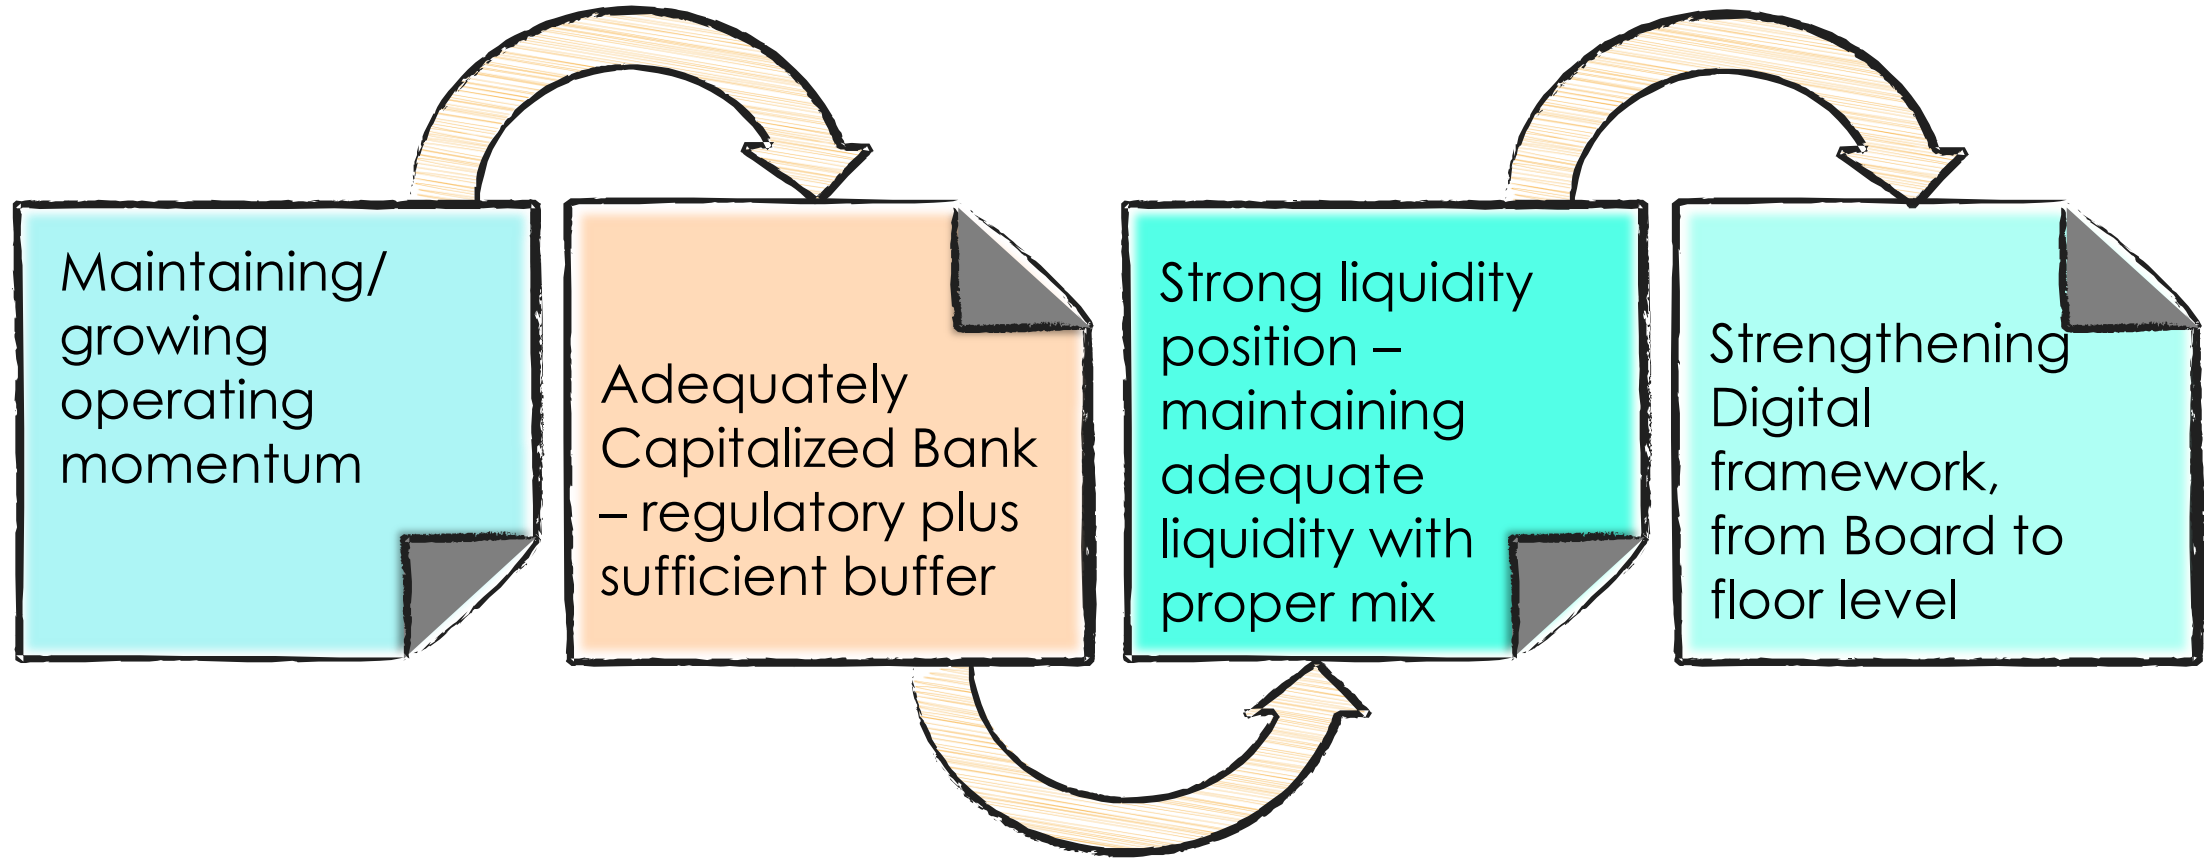 Maintaining/
growing
operating
momentum
Adequately
Capitalized Bank
– regulatory plus
sufficient buffer
Strong liquidity
position –
maintaining
adequate
liquidity with
proper mix
Strengthening
Digital
framework,
from Board to
floor level